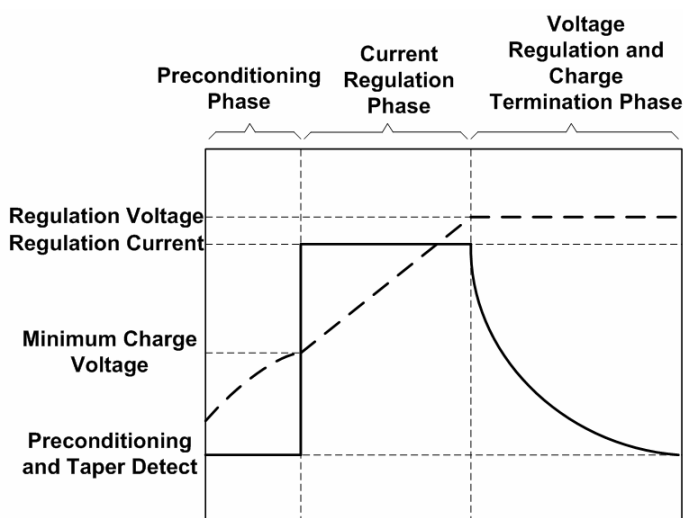 Preconditioning
Phase
Current
Regulation
Phase
Voltage
Regulation and
Charge
Termination Phase
Regulation Voltage
Regulation Current
Minimum Charge
Voltage
Preconditioning
and Taper Detect